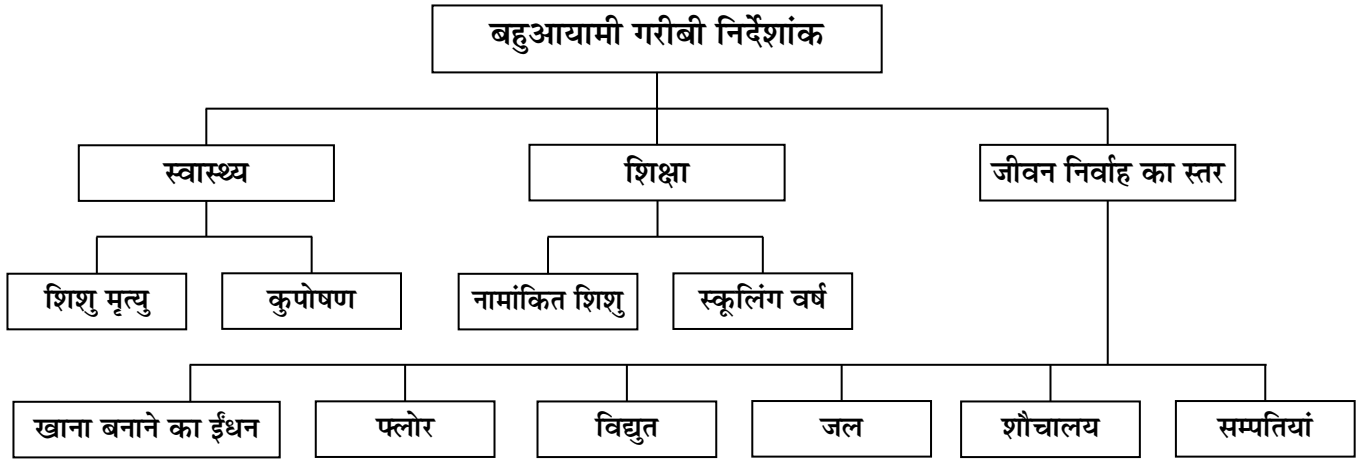 बहुआयामी गरीबी निर्देशांक
स्वास्थ्य
शिक्षा
जीवन निर्वाह का स्तर
शिशु मृत्यु
कुपोषण
नामांकित शिशु
स्कूलिंग वर्ष
खाना बनाने का ईंधन
फ्लोर
विद्युत
जल
शौचालय
सम्पतियां